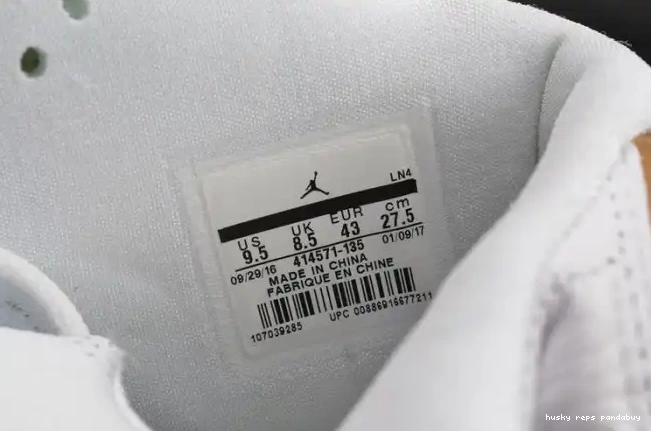 LN4
US UK EUR cm
9.5 8.5 43 27.5
09/29/16 414571-135 01/09/17
MADE IN CHINA
FABRIQUE EN CHINE
107039285 UPC 00886916677211
husky reps pandabuy